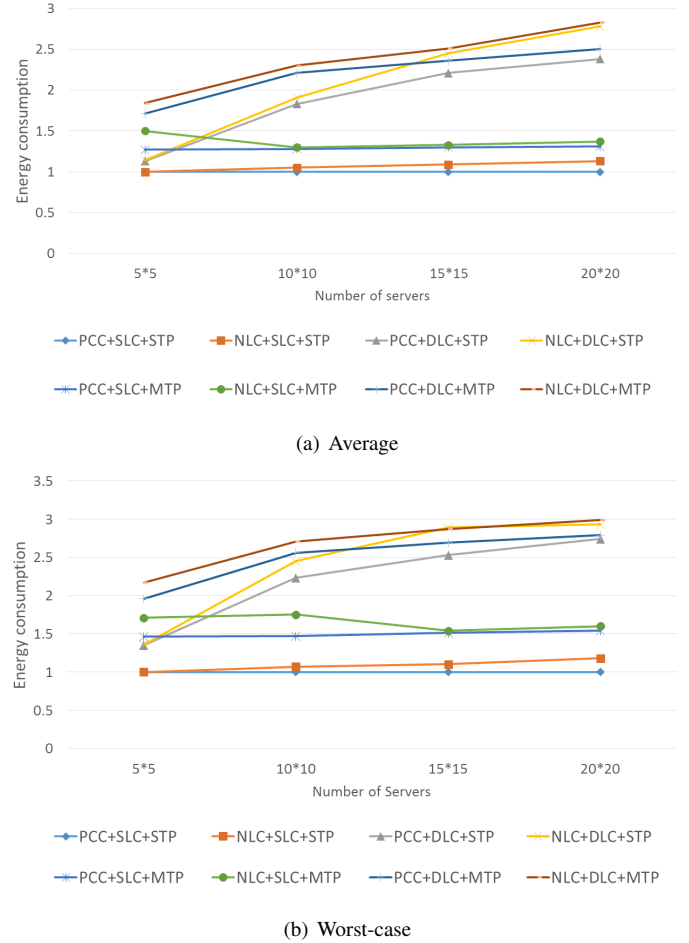 3
2.5
2
1.5
1
0.5
0
Energy consumption
5*5 10*10 15*15 20*20
Number of servers
PCC+SLC+STP NLC+SLC+STP PCC+DLC+STP NLC+DLC+STP
PCC+SLC+MTP NLC+SLC+MTP PCC+DLC+MTP NLC+DLC+MTP
(a) Average
3.5
3
2.5
2
1.5
1
0.5
0
Energy consumption
5*5 10*10 15*15 20*20
Number of Servers
PCC+SLC+STP NLC+SLC+STP PCC+DLC+STP NLC+DLC+STP
PCC+SLC+MTP NLC+SLC+MTP PCC+DLC+MTP NLC+DLC+MTP
(b) Worst-case